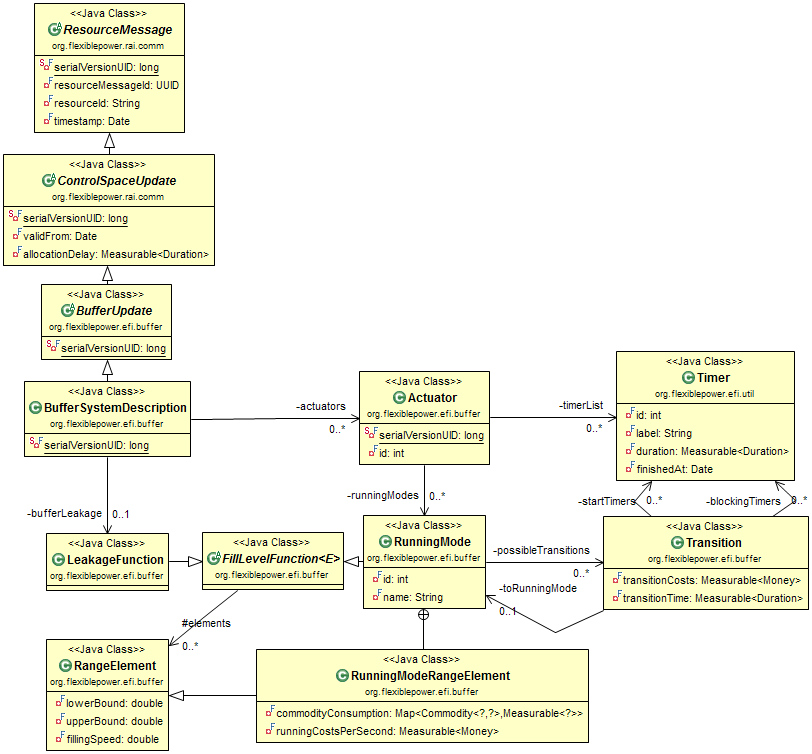 <<Java Class>>
ResourceMessage
org.flexiblepower.rai.comm
serialVersionUID: long
resourceMessageId: UUID
resourceId: String
timestamp: Date
<<Java Class>>
ControlSpaceUpdate
org.flexiblepower.rai.comm
serialVersionUID: long
validFrom: Date
allocationDelay: Measurable<Duration>
<<Java Class>>
BufferUpdate
org.flexiblepower.efi.buffer
serialVersionUID: long
<<Java Class>>
BufferSystemDescription
org.flexiblepower.efi.buffer
serialVersionUID: long
-actuators
0..*
<<Java Class>>
Actuator
org.flexiblepower.efi.buffer
serialVersionUID: long
id: int
-timerList
0..*
<<Java Class>>
Timer
org.flexiblepower.efi.util
id: int
label: String
duration: Measurable<Duration>
finishedAt: Date
-bufferLeakage
0..1
-runningModes
0..*
-startTimers
0..*
-blockingTimers
0..*
<<Java Class>>
LeakageFunction
org.flexiblepower.efi.buffer
<<Java Class>>
FillLevelFunction<E>
org.flexiblepower.efi.buffer
<<Java Class>>
RunningMode
org.flexiblepower.efi.buffer
id: int
name: String
-possibleTransitions
0..*
-toRunningMode
0..1
<<Java Class>>
Transition
org.flexiblepower.efi.buffer
transitionCosts: Measurable<Money>
transitionTime: Measurable<Duration>
#elements
0..*
<<Java Class>>
RangeElement
org.flexiblepower.efi.buffer
lowerBound: double
upperBound: double
fillingSpeed: double
<<Java Class>>
RunningModeRangeElement
org.flexiblepower.efi.buffer
commodityConsumption: Map<Commodity<?,?>,Measurable<?>>
runningCostsPerSecond: Measurable<Money>